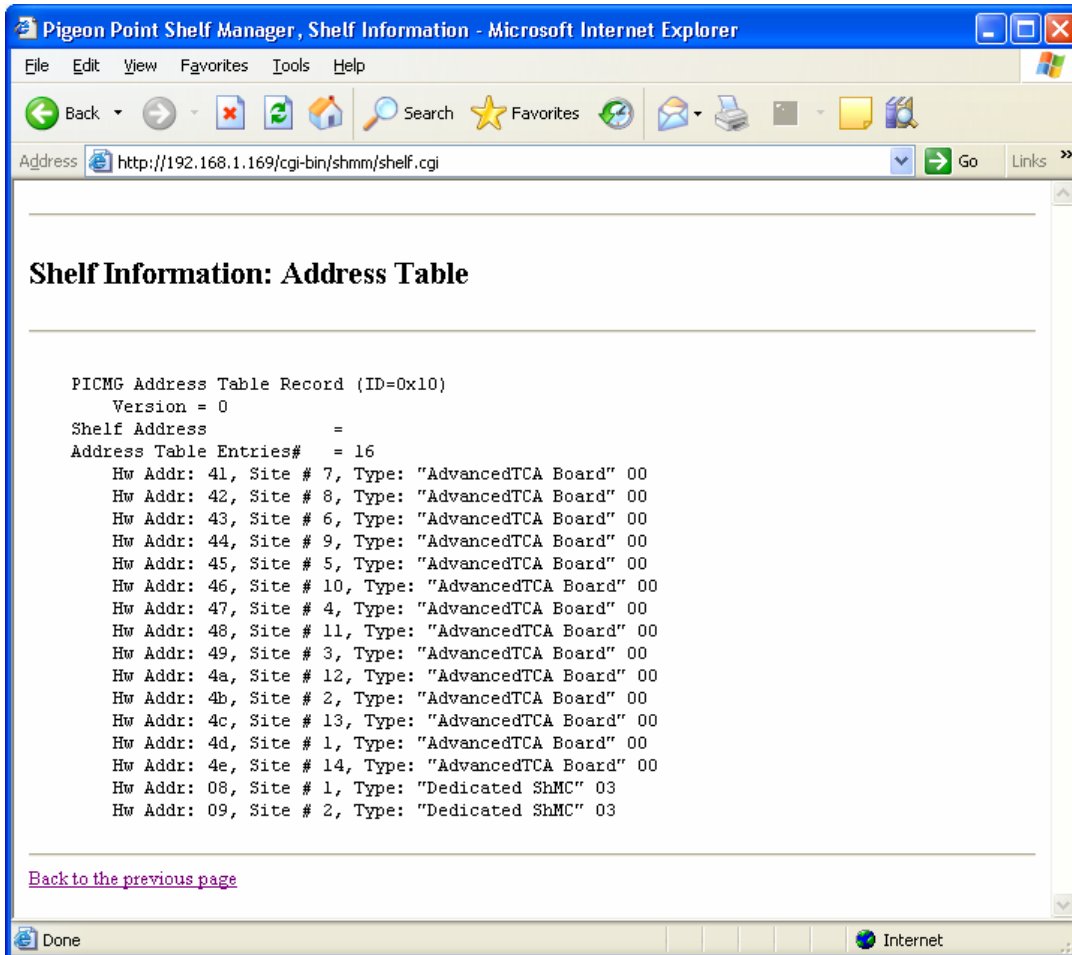 Pigeon Point Shelf Manager, Shelf Information - Microsoft Internet Explorer
File Edit View Favorites Tools Help
Back Search Favorites
Address http://192.168.1.169/cgi-bin/shmm/shelf.cgi Go Links »
Shelf Information: Address Table
PICMG Address Table Record (ID=0x10)
Version = 0
Shelf Address =
Address Table Entries# = 16
Hw Addr: 41, Site # 7, Type: "AdvancedTCA Board" 00
Hw Addr: 42, Site # 8, Type: "AdvancedTCA Board" 00
Hw Addr: 43, Site # 6, Type: "AdvancedTCA Board" 00
Hw Addr: 44, Site # 9, Type: "AdvancedTCA Board" 00
Hw Addr: 45, Site # 5, Type: "AdvancedTCA Board" 00
Hw Addr: 46, Site # 10, Type: "AdvancedTCA Board" 00
Hw Addr: 47, Site # 4, Type: "AdvancedTCA Board" 00
Hw Addr: 48, Site # 11, Type: "AdvancedTCA Board" 00
Hw Addr: 49, Site # 3, Type: "AdvancedTCA Board" 00
Hw Addr: 4a, Site # 12, Type: "AdvancedTCA Board" 00
Hw Addr: 4b, Site # 2, Type: "AdvancedTCA Board" 00
Hw Addr: 4c, Site # 13, Type: "AdvancedTCA Board" 00
Hw Addr: 4d, Site # 1, Type: "AdvancedTCA Board" 00
Hw Addr: 4e, Site # 14, Type: "AdvancedTCA Board" 00
Hw Addr: 08, Site # 1, Type: "Dedicated ShMC" 03
Hw Addr: 09, Site # 2, Type: "Dedicated ShMC" 03
Back to the previous page
Done Internet